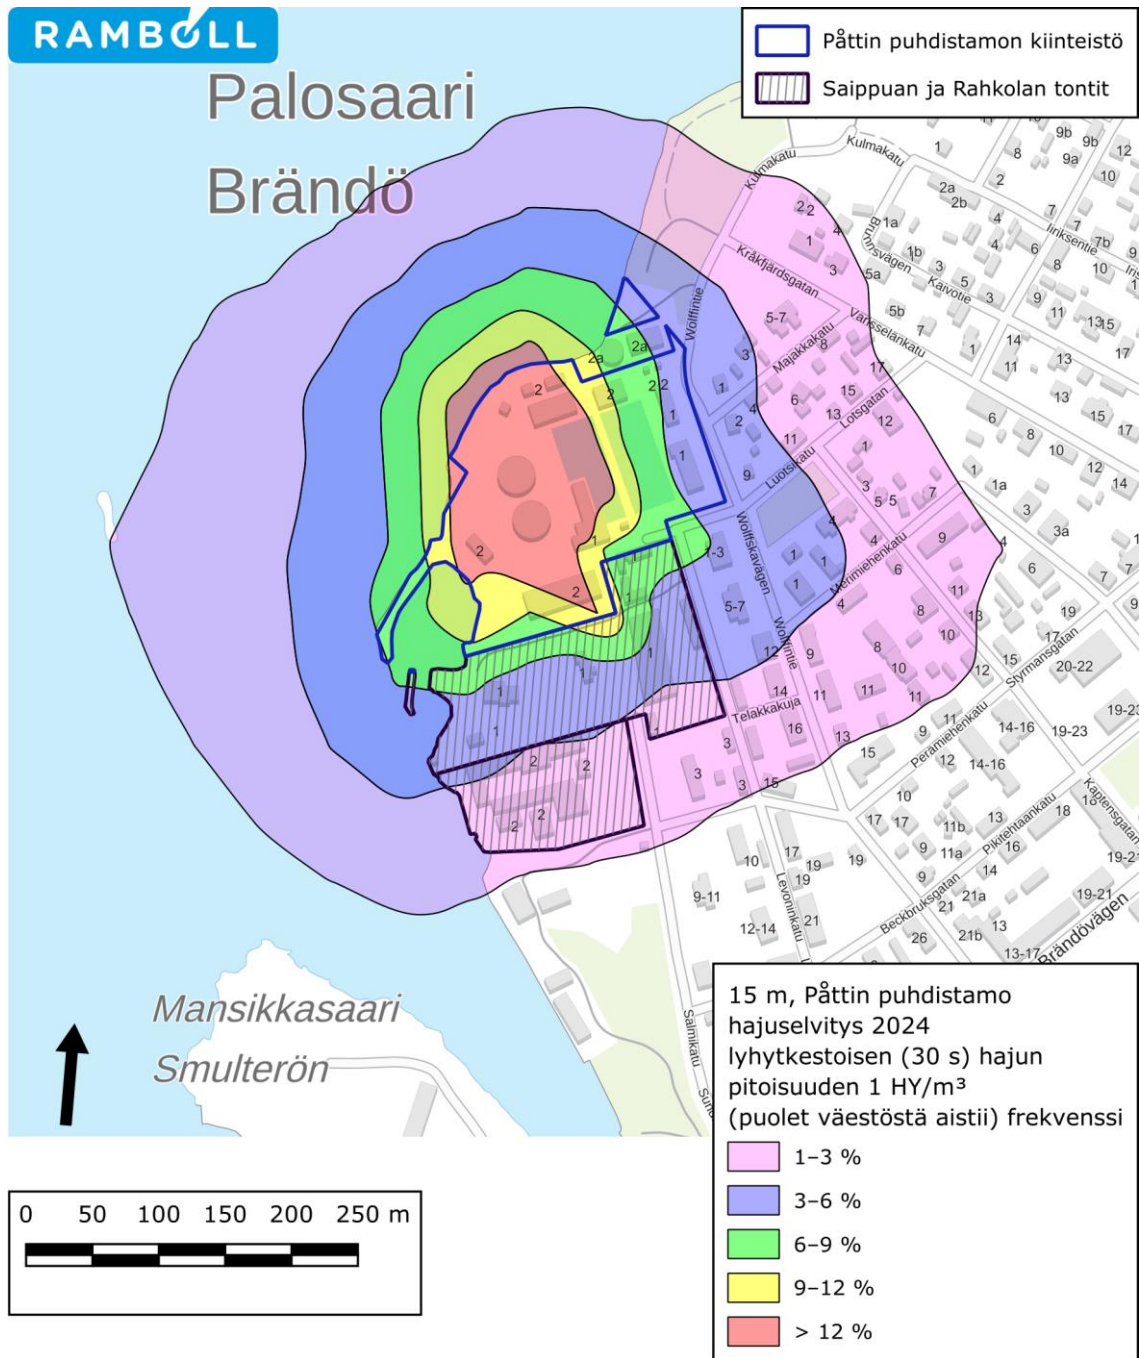 RAMBOLL
Påttin puhdistamon kiinteistö
Saippuan ja Rahkolan tontit
Palosaari
Brändö
Kulmakatu
Kulmakatu
Bruninsvägen
Iiriksentie
Kaivotie
Kråkfjärdsgatan
Varisselänkatu
Wolffintie
Majakkakatu
Lotsgatan
Luotsikatu
Wolffskavägen
Merimiehenkatu
Wolffintie
Styrmansgatan
Telakkakuja
Perämiehenkatu
Pikitehtaankatu
Kaptensgatan
Beckbruksgatan
Levoninkatu
Brändövägen
Salmikatu
Mansikkasaari
Smulterön
15 m, Påttin puhdistamo
hajuselvitys 2024
lyhytkestoisen (30 s) hajun
pitoisuuden 1 HY/m³
(puolet väestöstä aistii) frekvenssi
1–3 %
3–6 %
6–9 %
9–12 %
> 12 %
0 50 100 150 200 250 m